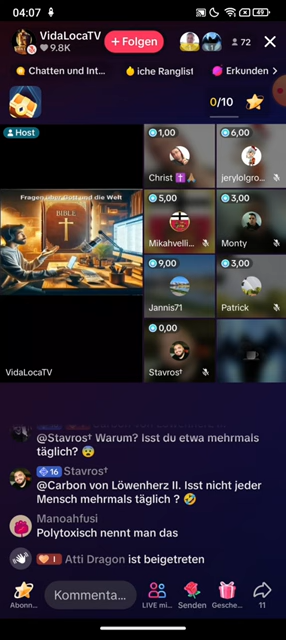 04:07
49
VidaLocaTV
9.8K
+ Folgen
72
Chatten und Int...
iche Ranglist
Erkunden >
0/10
Host
1,00
6,00
Christ
jerylolgro...
Fragen über Gott und die Welt
BIBLE
5,00
3,00
Mikahvelli...
Monty
9,00
3,00
Jannis71
Patrick
0,00
VidaLocaTV
Stavros†
@Stavros† Warum? Isst du etwa mehrmals
täglich? 😨
16 Stavros†
@Carbon von Löwenherz II. Isst nicht jeder
Mensch mehrmals täglich ? 🤣
Manoahfusi
Polytoxisch nennt man das
1 Atti Dragon ist beigetreten
Kommenta...
Abonn...
LIVE mi...
Senden
Gesche...
11